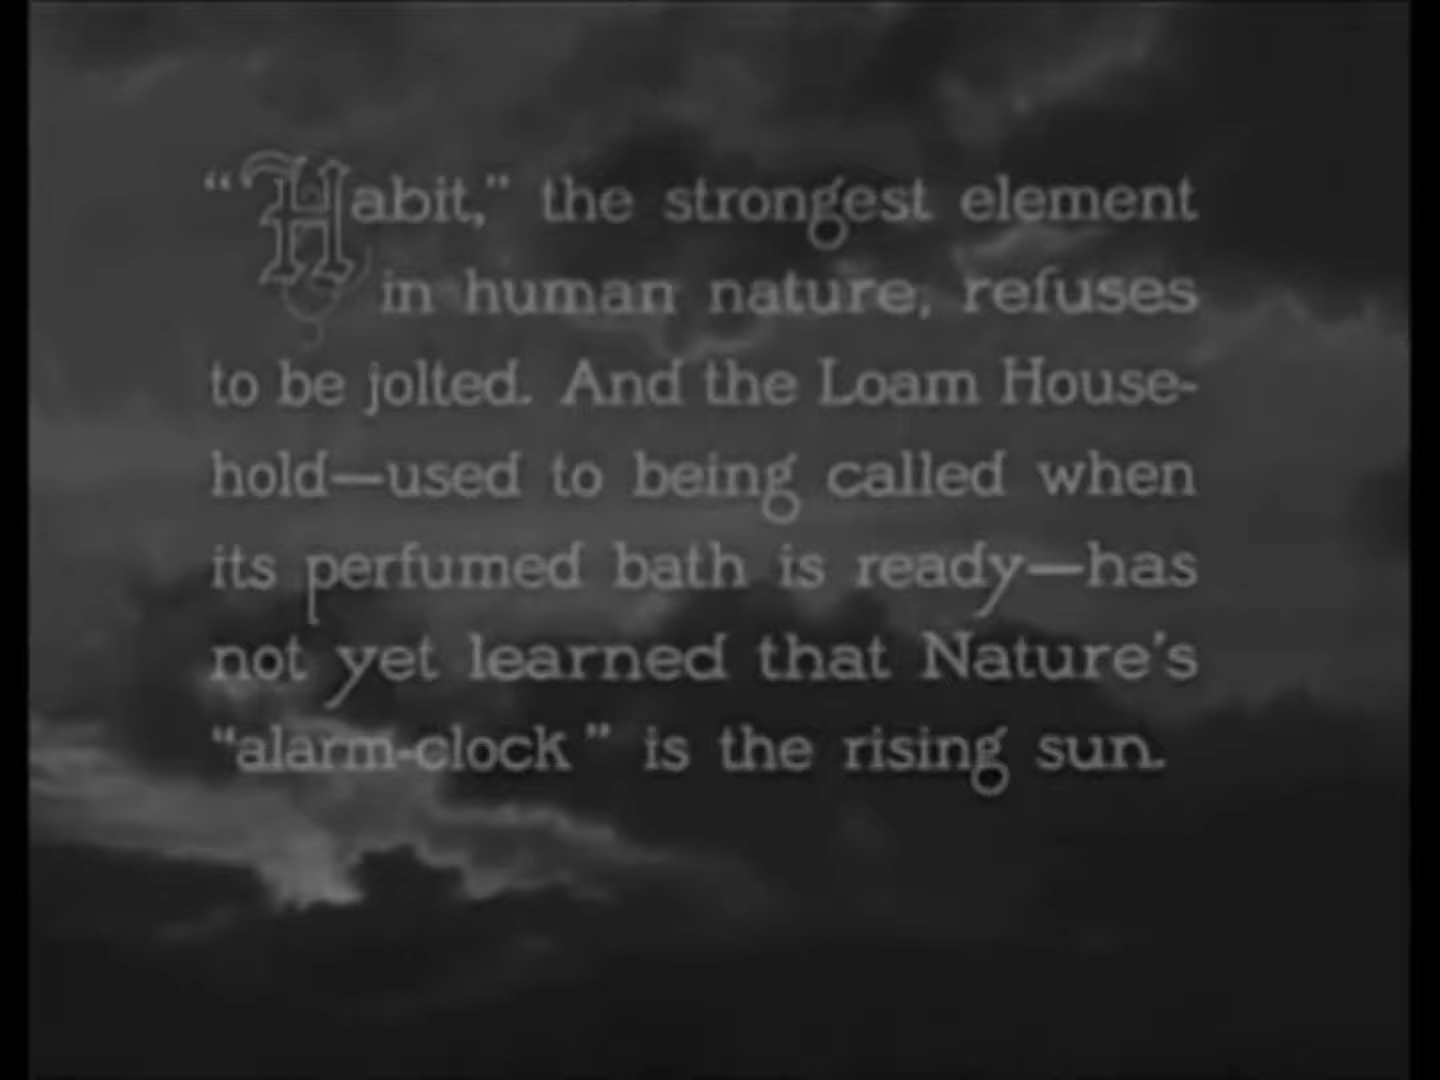 “Habit,” the strongest element
in human nature, refuses
to be jolted. And the Loam House-
hold—used to being called when
its perfumed bath is ready—has
not yet learned that Nature's
“alarm-clock” is the rising sun.